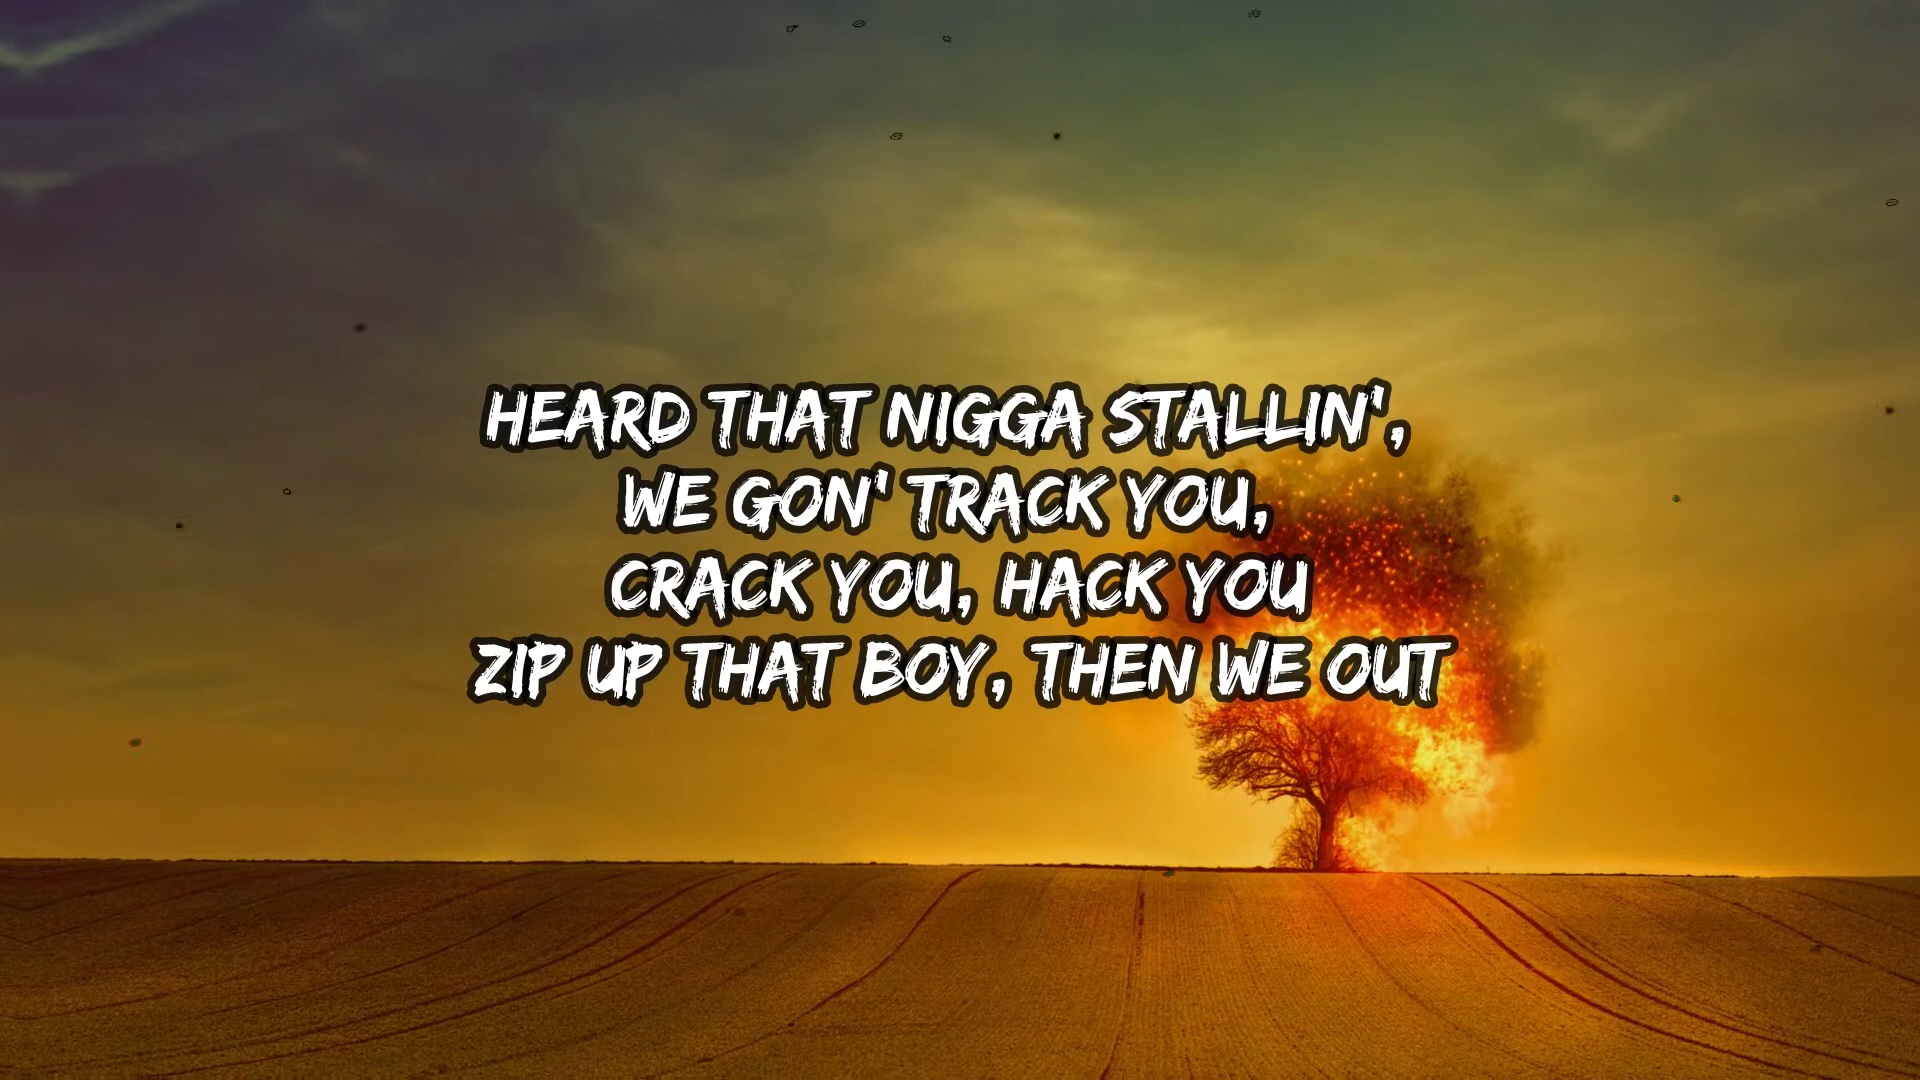 HEARD THAT NIGGA STALLIN',
WE GON' TRACK YOU,
CRACK YOU, HACK YOU
ZIP UP THAT BOY, THEN WE OUT